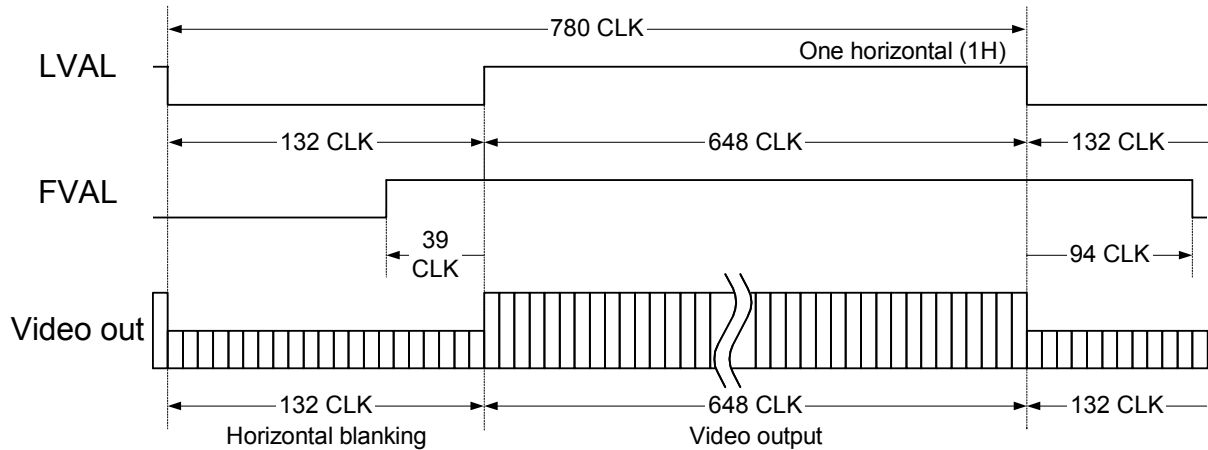 780 CLK
One horizontal (1H)
LVAL
132 CLK 648 CLK 132 CLK
FVAL
39
CLK
94 CLK
Video out
132 CLK 648 CLK 132 CLK
Horizontal blanking Video output